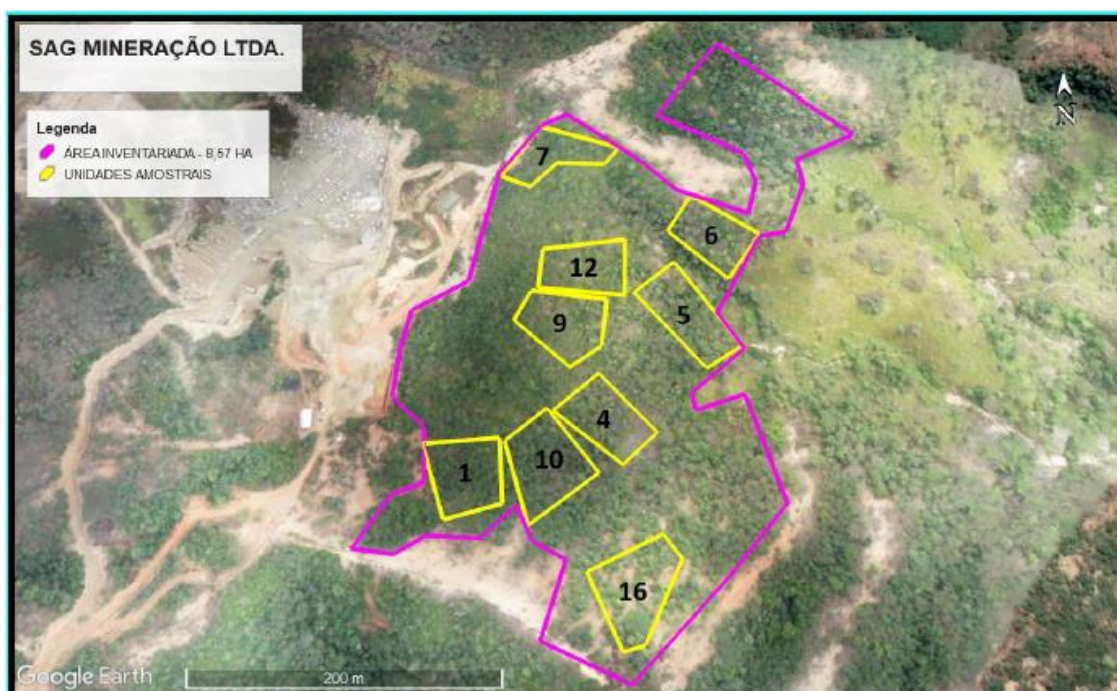 SAG MINERAÇÃO LTDA.
Legenda
ÁREA INVENTARIADA - 8,57 HA
UNIDADES AMOSTRAIS
N
7
6
12
5
9
4
10
1
16
Google Earth
200 m